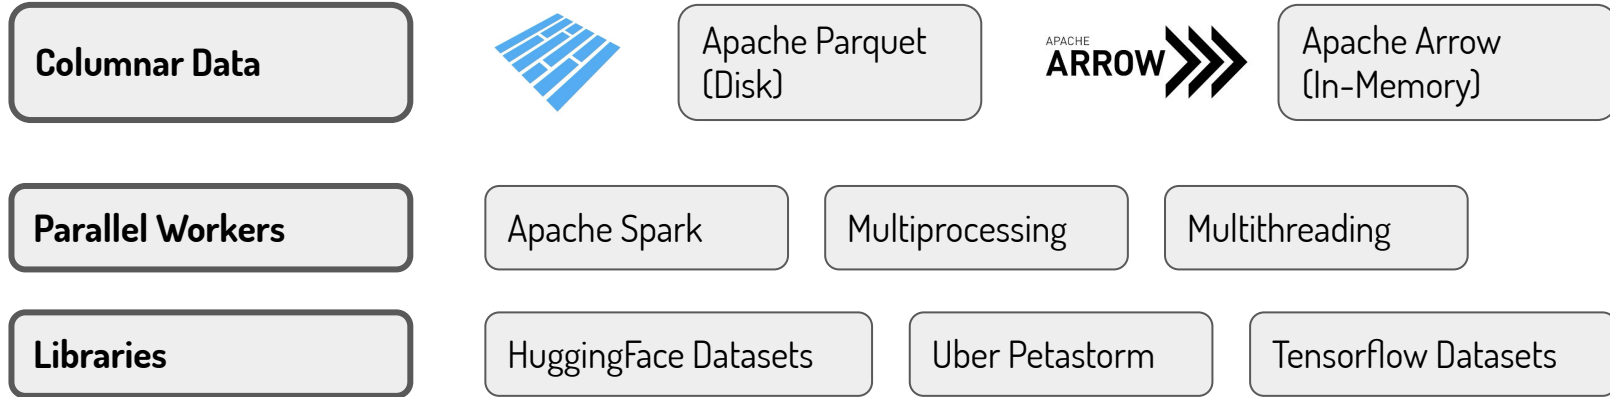 Columnar Data
Apache Parquet
(Disk)
APACHE
ARROW
Apache Arrow
(In-Memory)
Parallel Workers
Apache Spark
Multiprocessing
Multithreading
Libraries
HuggingFace Datasets
Uber Petastorm
Tensorflow Datasets